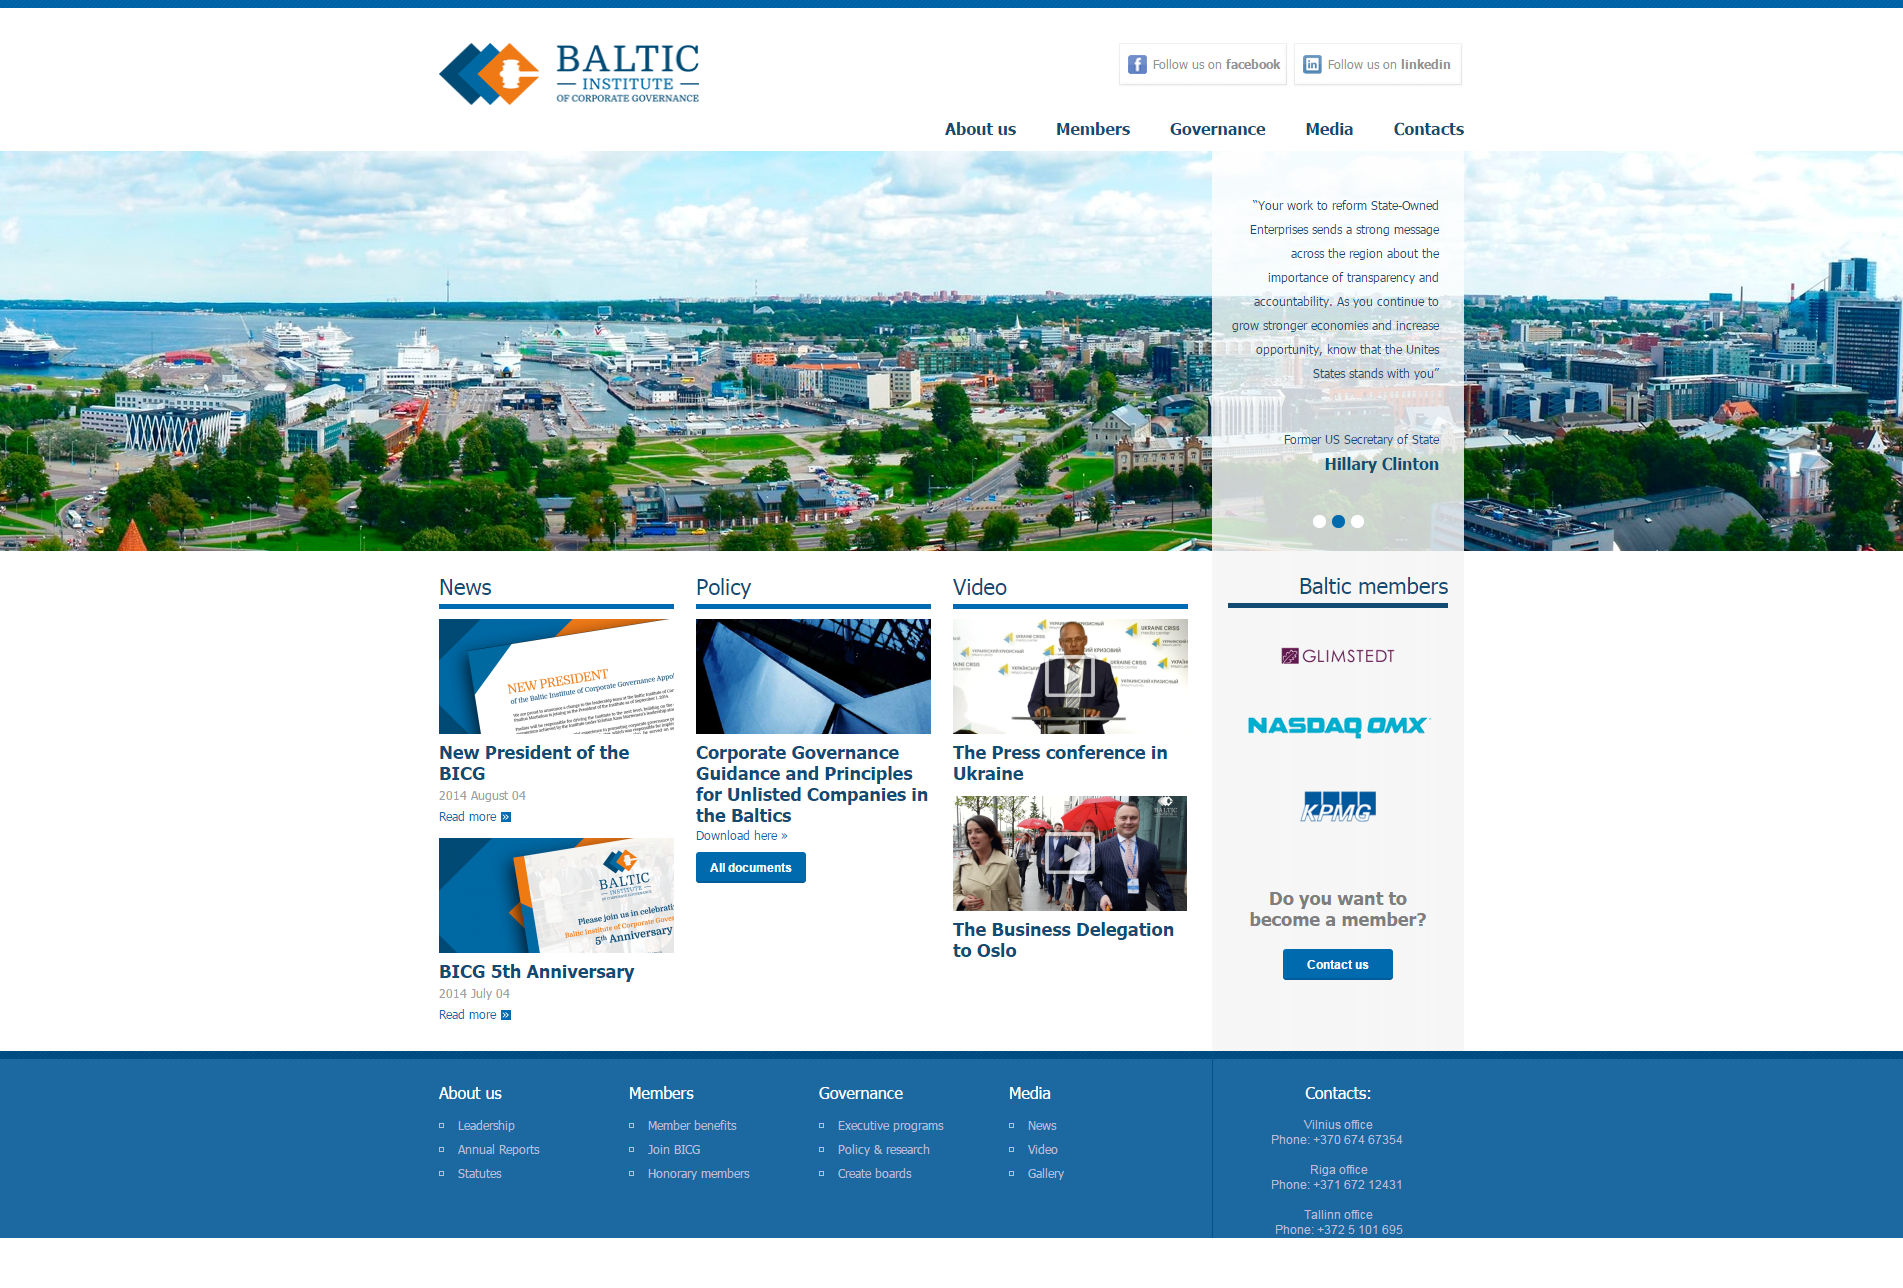 BALTIC
INSTITUTE
OF CORPORATE GOVERNANCE
Follow us on facebook
Follow us on linkedin
About us
Members
Governance
Media
Contacts
“Your work to reform State-Owned
Enterprises sends a strong message
across the region about the
importance of transparency and
accountability. As you continue to
grow stronger economies and increase
opportunity, know that the Unites
States stands with you”
Former US Secretary of State
Hillary Clinton
News
NEW PRESIDENT
of the Baltic Institute of Corporate Governance
New President of the
BICG
2014 August 04
Read more
BALTIC
INSTITUTE
OF CORPORATE GOVERNANCE
Please join us in
Baltic Institute of Corporate
5th Anniversary
BICG 5th Anniversary
2014 July 04
Read more
Policy
Corporate Governance
Guidance and Principles
for Unlisted Companies in
the Baltics
Download here »
All documents
Video
UKRAINE CRISIS
media center
The Press conference in
Ukraine
BALTIC
The Business Delegation
to Oslo
Baltic members
GLIMSTEDT
NASDAQ OMX
KPMG
Do you want to
become a member?
Contact us
About us
Leadership
Annual Reports
Statutes
Members
Member benefits
Join BICG
Honorary members
Governance
Executive programs
Policy & research
Create boards
Media
News
Video
Gallery
Contacts:
Vilnius office
Phone: +370 674 67354
Riga office
Phone: +371 672 12431
Tallinn office
Phone: +372 5 101 695